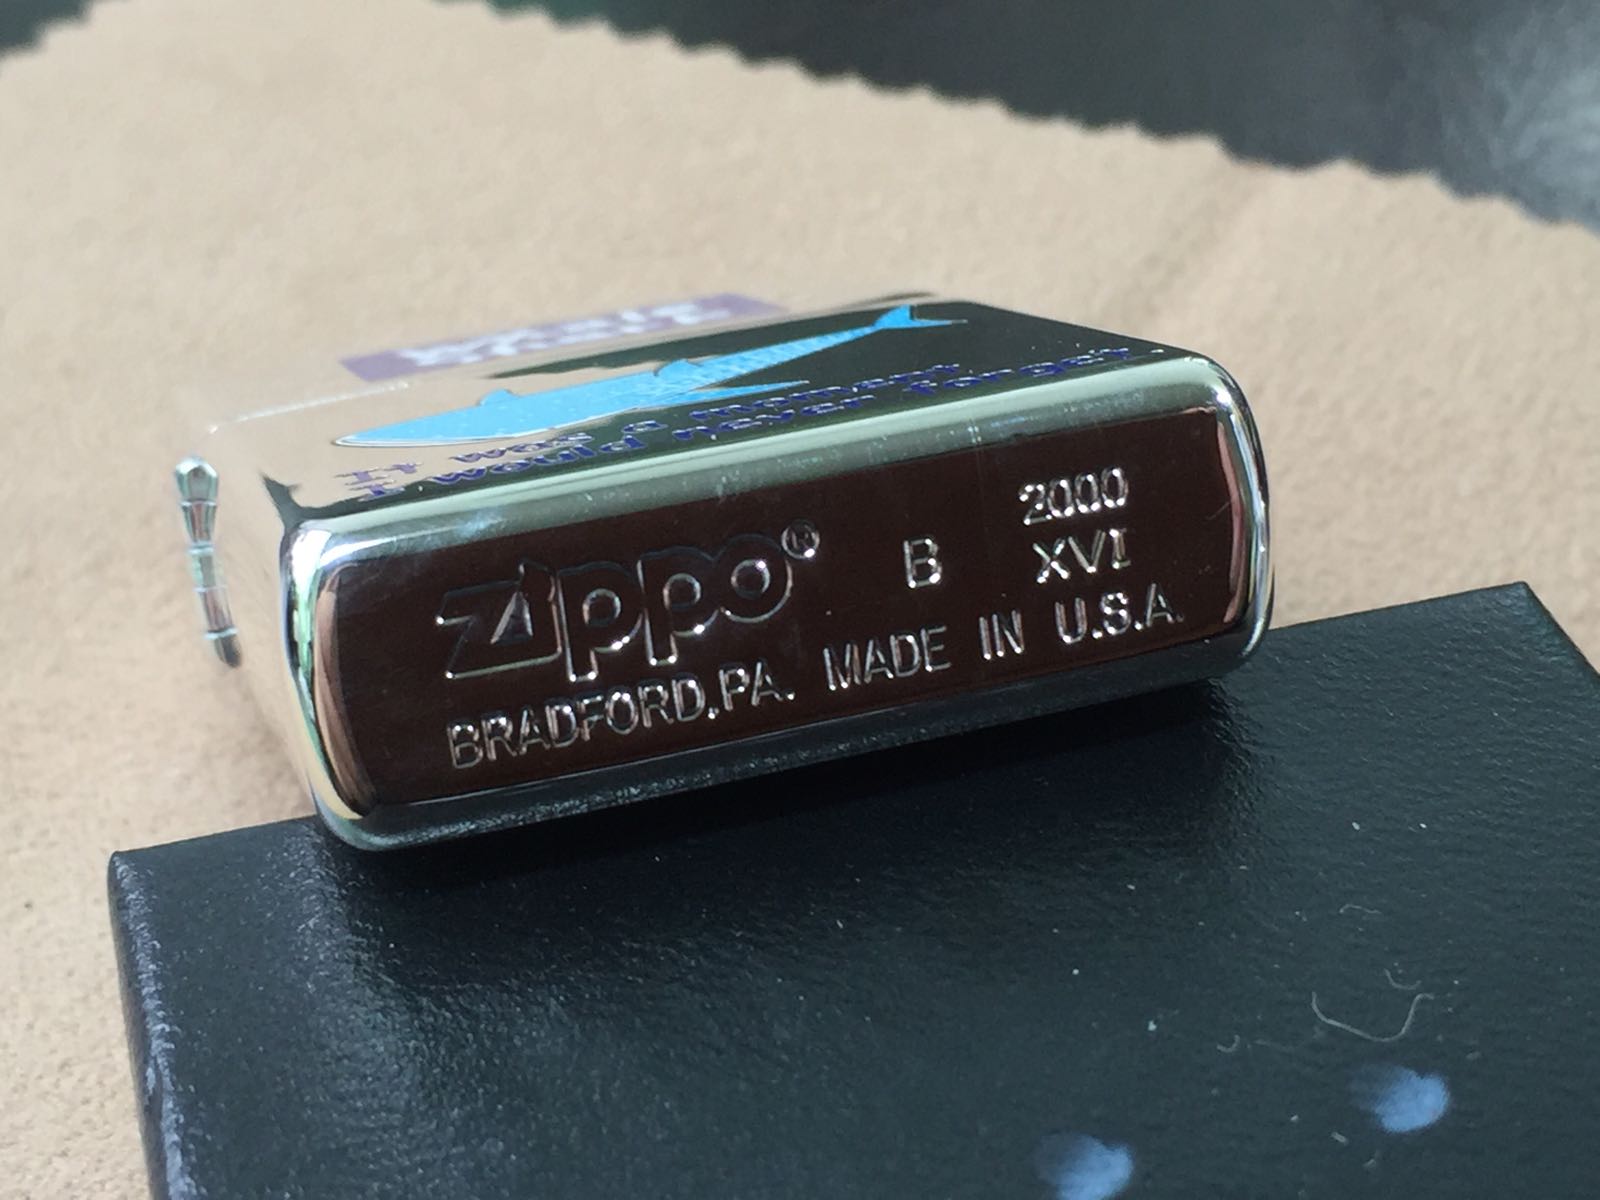 It was a moment
I would never forget.
zippo® B 2000
XVI
BRADFORD,PA. MADE IN U.S.A.